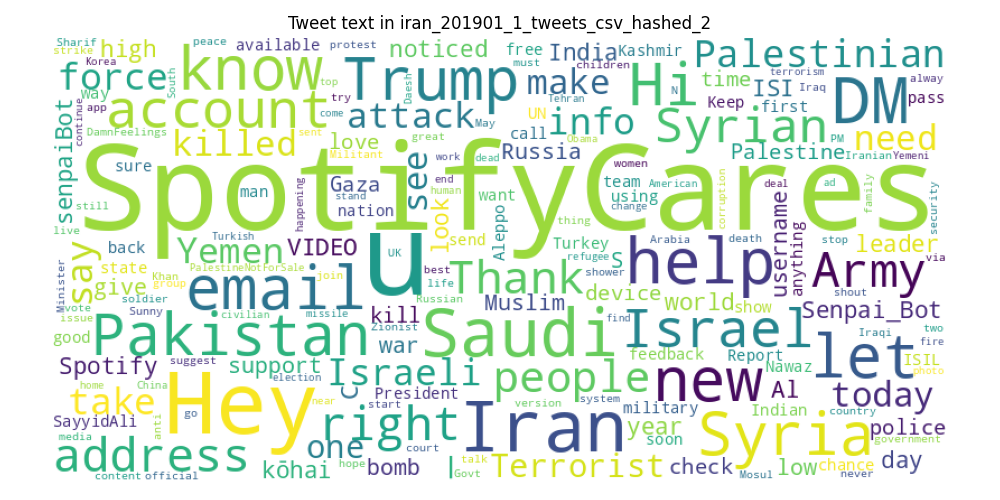 Tweet text in iran_201901_1_tweets_csv_hashed_2
Sharif peace available protest noticed free India Kashmir Palestinian
strike high know Trump must make Hi time terrorism DM alway
Korea force South top Daesh children ISI Iraq pass
way account try attack Tehran info N Keep first
continue app come May UN Syrian need
DamnFeelings killed sent great Obama call PM
senpaiBot love Militant see work dead Russia Palestine Iranian Yemeni
sure SpotifyCares women
man Gaza end human want team American deal ad family security
still happening stand nation using change corruption
live Turkish u look thing Aleppo death stop
say back Yemen VIDEO UK send Turkey S Arabia help username anything leader via
Minister state Khan PalestineNotForSale join best Thank refugee shower Army
give group email life device world show shout
vote soldier Sunny Russian Muslim Senpai_Bot
issue civilian missile kill Saudi find Israel Iraqi two
good Pakistan Zionist war feedback Report let fire
Spotify suggest support Israeli people Nawaz ISIL photo
home China election President C new Al today
take Hey near version system military Indian country
SayyidAli go right start Iran year Syria police
media anti one court soon government
address hope l talk Terrorist check low chance day
content official kōhai bomb Govt Mosul never